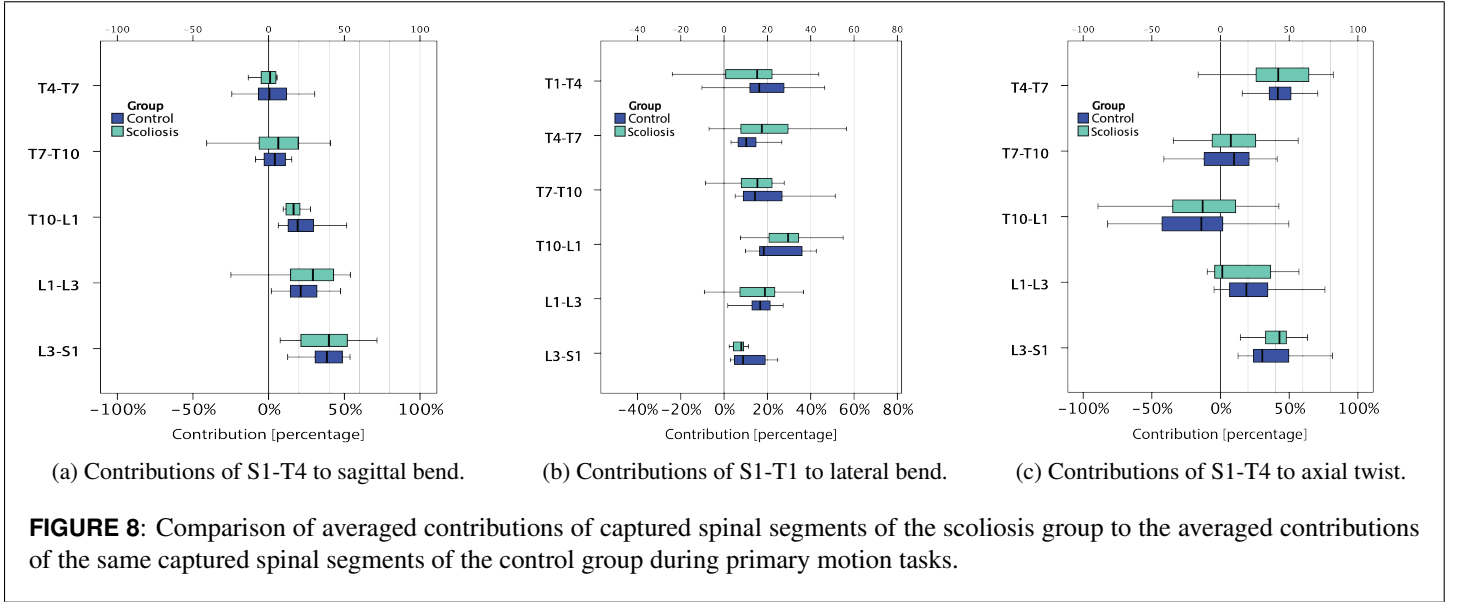 -100 -50 0 50 100
T4-T7
Group
Control
Scoliosis
T7-T10
T10-L1
L1-L3
L3-S1
-100% -50% 0% 50% 100%
Contribution [percentage]
(a) Contributions of S1-T4 to sagittal bend.
-40 -20 0 20 40 60 80
T1-T4
Group
Control
Scoliosis
T4-T7
T7-T10
T10-L1
L1-L3
L3-S1
-40% -20% 0% 20% 40% 60% 80%
Contribution [percentage]
(b) Contributions of S1-T1 to lateral bend.
-100 -50 0 50 100
T4-T7
Group
Control
Scoliosis
T7-T10
T10-L1
L1-L3
L3-S1
-100% -50% 0% 50% 100%
Contribution [percentage]
(c) Contributions of S1-T4 to axial twist.
FIGURE 8: Comparison of averaged contributions of captured spinal segments of the scoliosis group to the averaged contributions
of the same captured spinal segments of the control group during primary motion tasks.